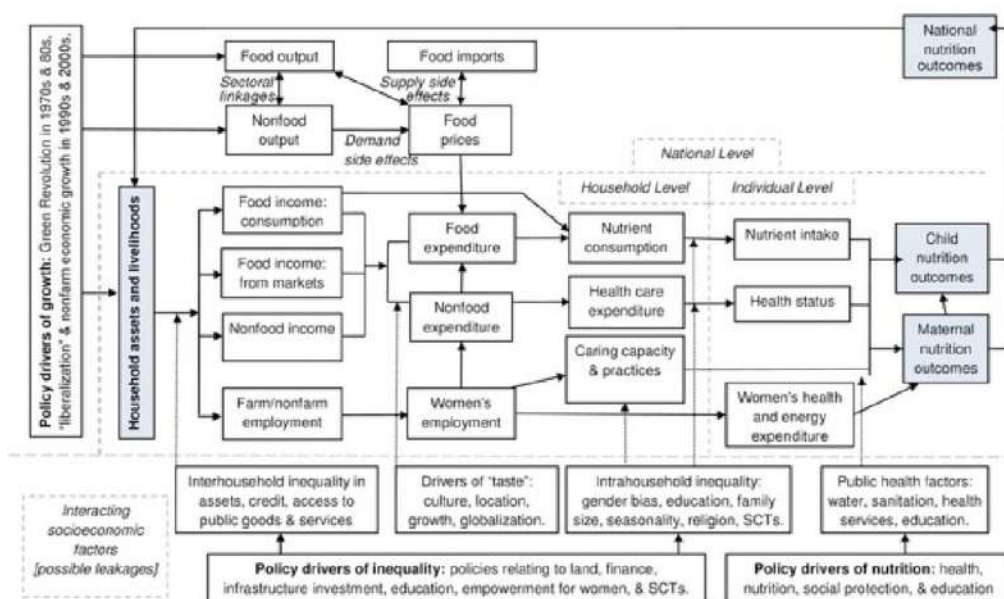 Policy drivers of growth: Green Revolution in 1970s & 80s,
"liberalization" & nonfarm economic growth in 1990s & 2000s.
Food output
Food imports
National
nutrition
outcomes
Sectoral
linkages
Supply side
effects
Nonfood
output
Demand
side effects
Food
prices
National Level
Household Level
Individual Level
Household assets and livelihoods
Food income:
consumption
Food
expenditure
Nutrient
consumption
Nutrient intake
Child
nutrition
outcomes
Food income:
from markets
Nonfood
expenditure
Health care
expenditure
Health status
Nonfood income
Maternal
nutrition
outcomes
Caring capacity
& practices
Farm/nonfarm
employment
Women's
employment
Women's health
and energy
expenditure
Interacting
socioeconomic
factors
[possible leakages]
Interhousehold inequality in
assets, credit, access to
public goods & services
Drivers of "taste":
culture, location,
growth, globalization.
Intrahousehold inequality:
gender bias, education, family
size, seasonality, religion, SCTs.
Public health factors:
water, sanitation, health
services, education.
Policy drivers of inequality: policies relating to land, finance,
infrastructure investment, education, empowerment for women, & SCTs.
Policy drivers of nutrition: health,
nutrition, social protection, & education